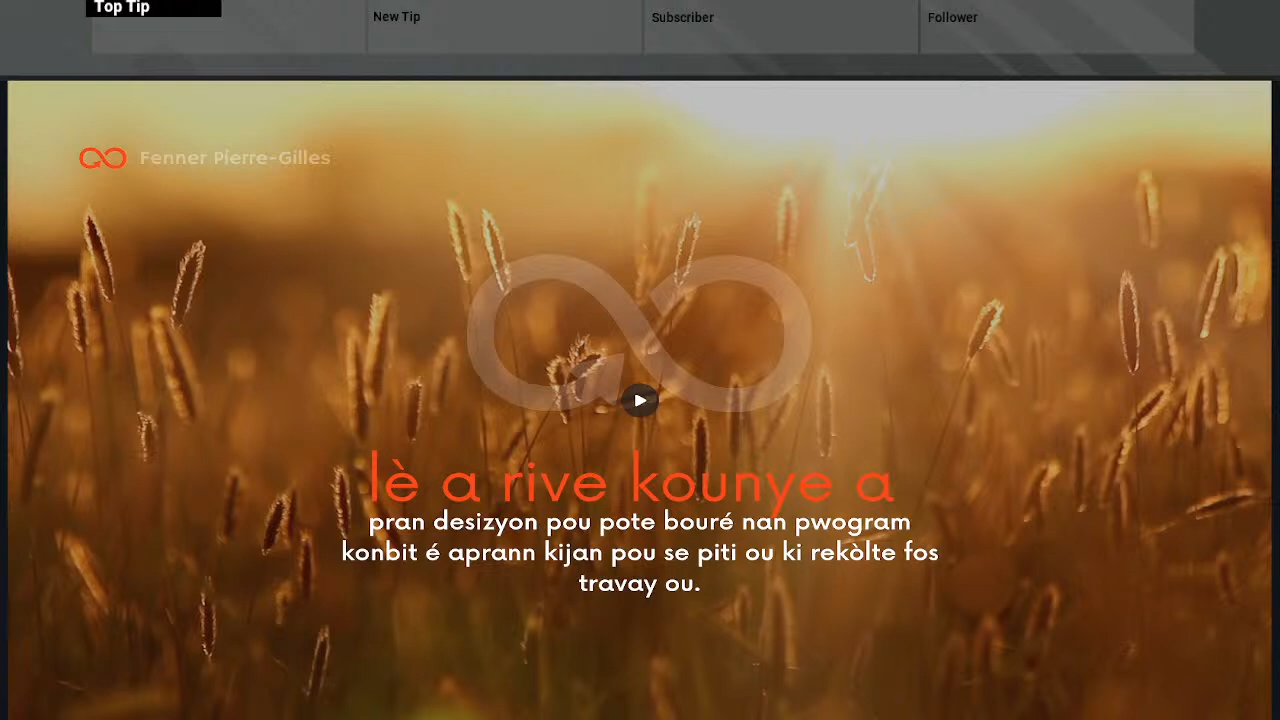 Top Tip
New Tip
Subscriber
Follower
Fenner Pierre-Gilles
lè a rive kounye a
pran desizyon pou pote bouré nan pwogram
konbit é aprann kijan pou se piti ou ki rekòlte fos
travay ou.